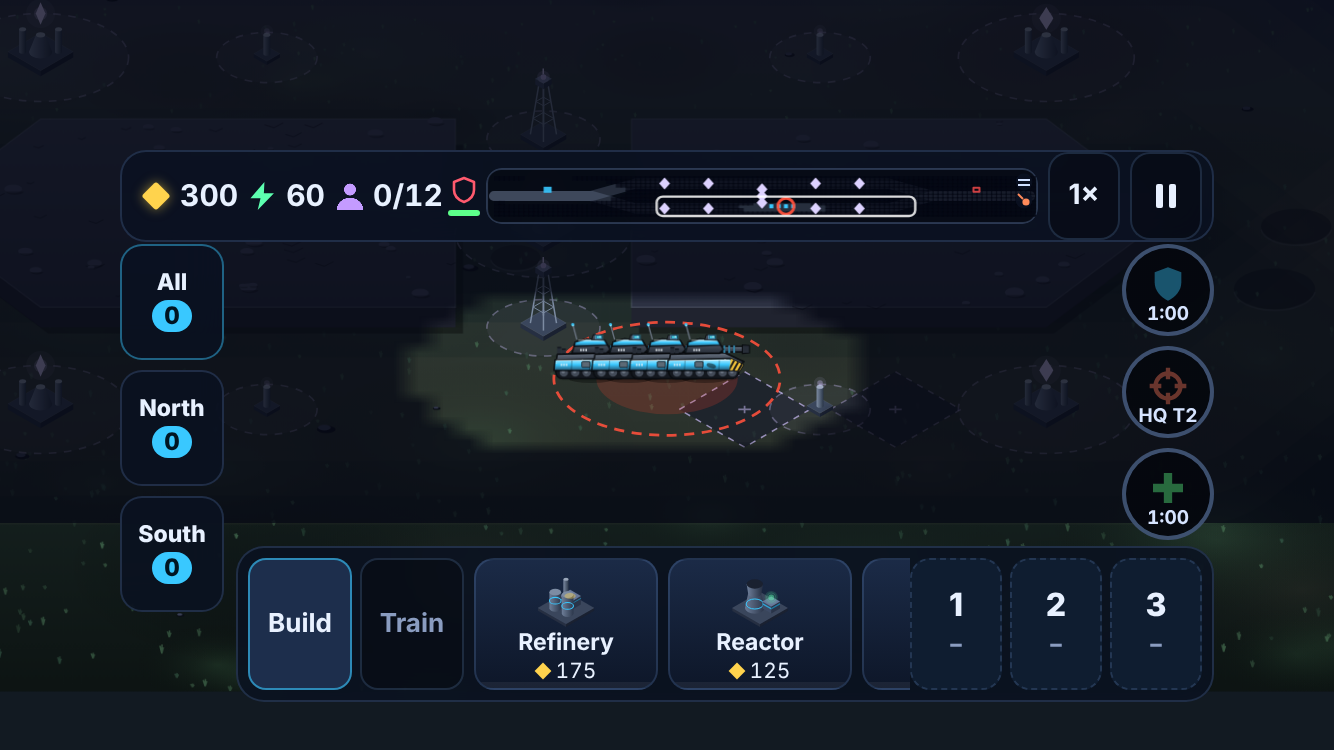 300 60 0/12 1×
All
0
North
0
South
0
1:00
HQ T2
1:00
Build
Train
Refinery
175
Reactor
125
1
–
2
–
3
–